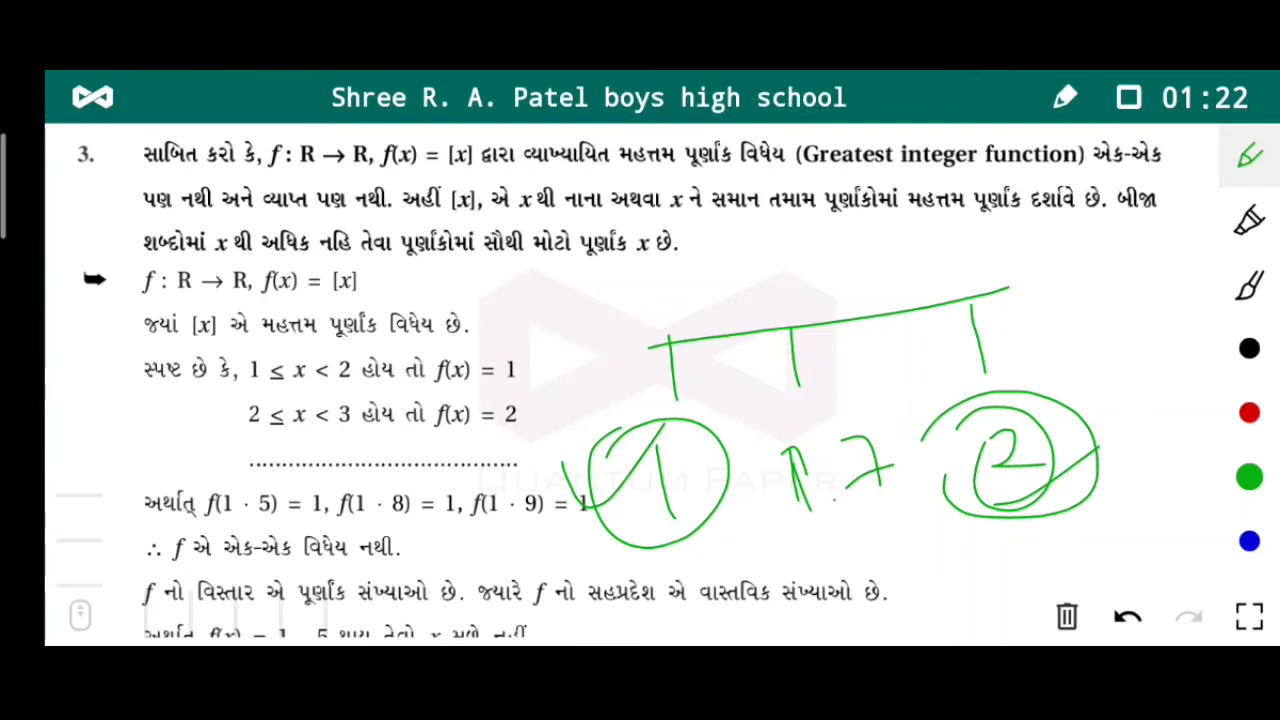 Shree R. A. Patel boys high school
01:22
3. સાબિત કરો કે, f : R → R, f(x) = [x] દ્વારા વ્યાખ્યાયિત મહત્તમ પૂર્ણાંક વિધેય (Greatest integer function) એક-એક
પણ નથી અને વ્યાપ્ત પણ નથી. અહીં [x], એ x થી નાના અથવા x ને સમાન તમામ પૂર્ણાંકોમાં મહત્તમ પૂર્ણાંક દર્શાવે છે. બીજા
શબ્દોમાં x થી અધિક નહિ તેવા પૂર્ણાંકોમાં સૌથી મોટો પૂર્ણાંક x છે.
➥ f : R → R, f(x) = [x]
જ્યાં [x] એ મહત્તમ પૂર્ણાંક વિધેય છે.
સ્પષ્ટ છે કે, 1 ≤ x < 2 હોય તો f(x) = 1
2 ≤ x < 3 હોય તો f(x) = 2
.........................................
1 1.7 2
QUANTUM PAPER
અર્થાત્ f(1 · 5) = 1, f(1 · 8) = 1, f(1 · 9) = 1
∴ f એ એક-એક વિધેય નથી.
f નો વિસ્તાર એ પૂર્ણાંક સંખ્યાઓ છે. જ્યારે f નો સહપ્રદેશ એ વાસ્તવિક સંખ્યાઓ છે.